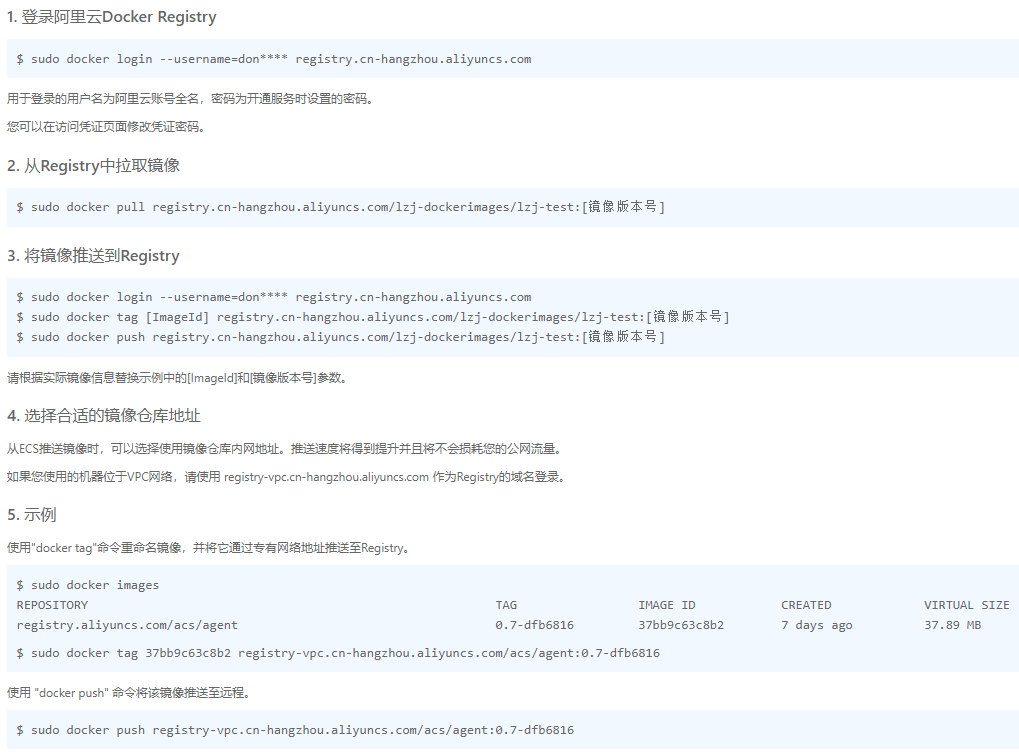 1. 登录阿里云Docker Registry
$ sudo docker login --username=don**** registry.cn-hangzhou.aliyuncs.com
用于登录的用户名为阿里云账号全名，密码为开通服务时设置的密码。
您可以在访问凭证页面修改凭证密码。
2. 从Registry中拉取镜像
$ sudo docker pull registry.cn-hangzhou.aliyuncs.com/lzj-dockerimages/lzj-test:[镜像版本号]
3. 将镜像推送到Registry
$ sudo docker login --username=don**** registry.cn-hangzhou.aliyuncs.com
$ sudo docker tag [ImageId] registry.cn-hangzhou.aliyuncs.com/lzj-dockerimages/lzj-test:[镜像版本号]
$ sudo docker push registry.cn-hangzhou.aliyuncs.com/lzj-dockerimages/lzj-test:[镜像版本号]
请根据实际镜像信息替换示例中的[ImageId]和[镜像版本号]参数。
4. 选择合适的镜像仓库地址
从ECS推送镜像时，可以选择使用镜像仓库内网地址。推送速度将得到提升并且将不会损耗您的公网流量。
如果您使用的机器位于VPC网络，请使用 registry-vpc.cn-hangzhou.aliyuncs.com 作为Registry的域名登录。
5. 示例
使用"docker tag"命令重命名镜像，并将它通过专有网络地址推送至Registry。
$ sudo docker images
REPOSITORY TAG IMAGE ID CREATED VIRTUAL SIZE
registry.aliyuncs.com/acs/agent 0.7-dfb6816 37bb9c63c8b2 7 days ago 37.89 MB
$ sudo docker tag 37bb9c63c8b2 registry-vpc.cn-hangzhou.aliyuncs.com/acs/agent:0.7-dfb6816
使用 "docker push" 命令将该镜像推送至远程。
$ sudo docker push registry-vpc.cn-hangzhou.aliyuncs.com/acs/agent:0.7-dfb6816